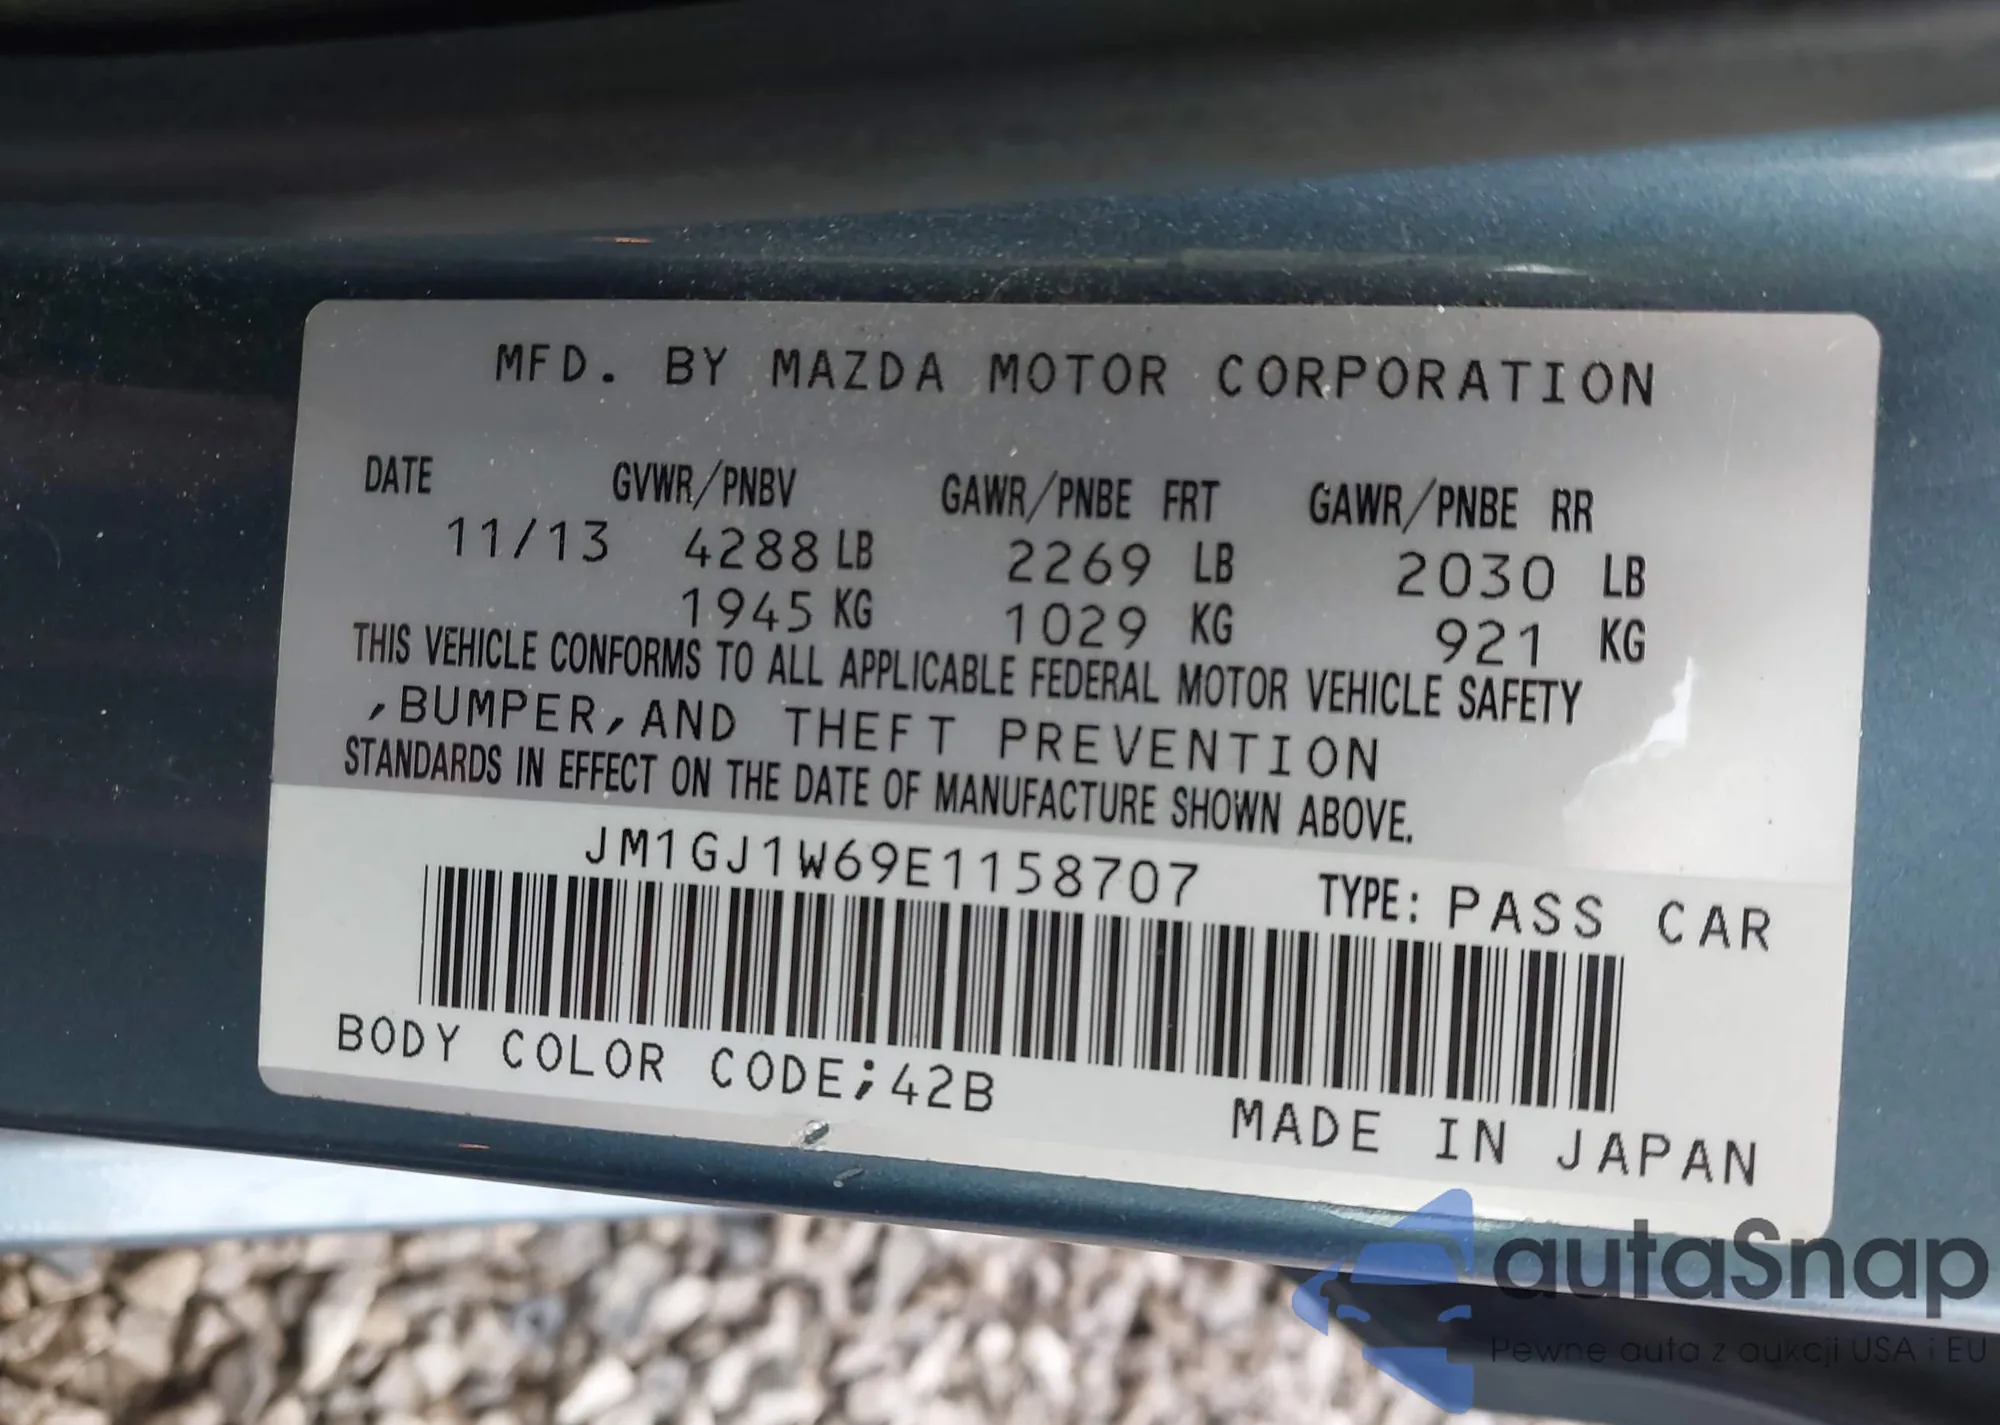 MFD. BY MAZDA MOTOR CORPORATION
DATE GVWR/PNBV GAWR/PNBE FRT GAWR/PNBE RR
11/13 4288 LB 2269 LB 2030 LB
1945 KG 1029 KG 921 KG
THIS VEHICLE CONFORMS TO ALL APPLICABLE FEDERAL MOTOR VEHICLE SAFETY
,BUMPER,AND THEFT PREVENTION
STANDARDS IN EFFECT ON THE DATE OF MANUFACTURE SHOWN ABOVE.
JM1GJ1W69E1158707 TYPE: PASS CAR
BODY COLOR CODE;42B
MADE IN JAPAN
autaSnap
Pewne auta z aukcji USA i EU